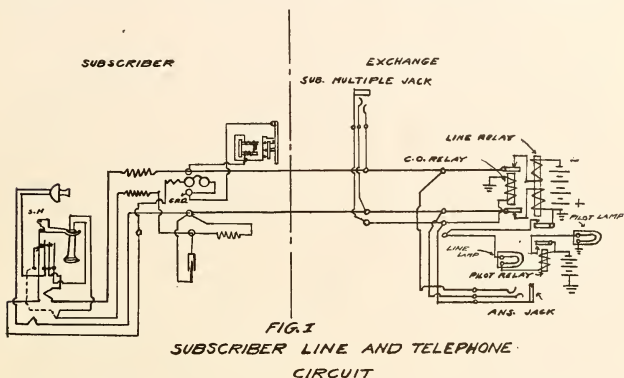 SUBSCRIBER
EXCHANGE
SUB. MULTIPLE JACK
LINE RELAY
C.O. RELAY
−
+
PILOT LAMP
S.H
GRD
LINE LAMP
PILOT RELAY
ANS. JACK
FIG. I
SUBSCRIBER LINE AND TELEPHONE
CIRCUIT